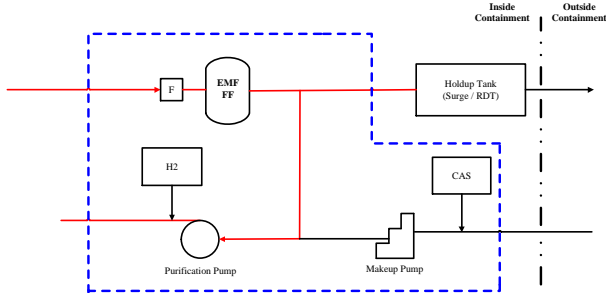 Inside
Containment
Outside
Containment
F
EMF
FF
Holdup Tank
(Surge / RDT)
H2
CAS
Purification Pump
Makeup Pump